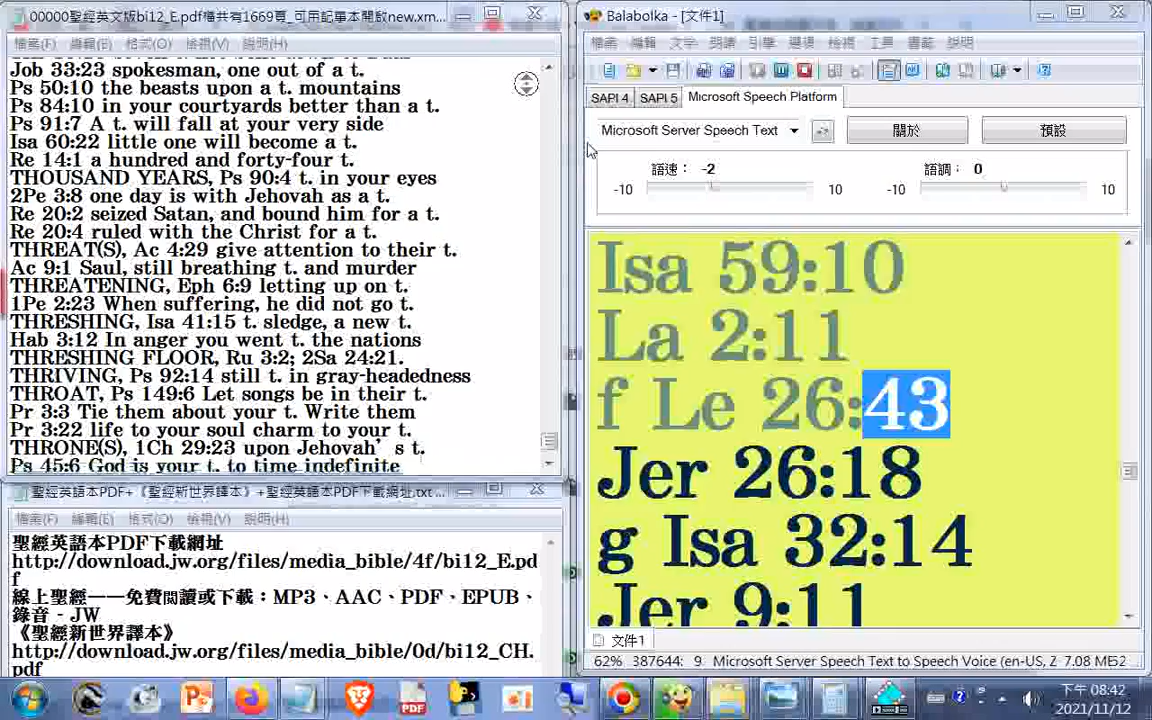 00000聖經英文版bi12_E.pdf檔共有1669頁_可用記事本開啟new.xm...
檔案(F) 編輯(E) 格式(O) 檢視(V) 說明(H)
Job 33:23 spokesman, one out of a t.
Ps 50:10 the beasts upon a t. mountains
Ps 84:10 in your courtyards better than a t.
Ps 91:7 A t. will fall at your very side
Isa 60:22 little one will become a t.
Re 14:1 a hundred and forty-four t.
THOUSAND YEARS, Ps 90:4 t. in your eyes
2Pe 3:8 one day is with Jehovah as a t.
Re 20:2 seized Satan, and bound him for a t.
Re 20:4 ruled with the Christ for a t.
THREAT(S), Ac 4:29 give attention to their t.
Ac 9:1 Saul, still breathing t. and murder
THREATENING, Eph 6:9 letting up on t.
1Pe 2:23 When suffering, he did not go t.
THRESHING, Isa 41:15 t. sledge, a new t.
Hab 3:12 In anger you went t. the nations
THRESHING FLOOR, Ru 3:2; 2Sa 24:21.
THRIVING, Ps 92:14 still t. in gray-headedness
THROAT, Ps 149:6 Let songs be in their t.
Pr 3:3 Tie them about your t. Write them
Pr 3:22 life to your soul charm to your t.
THRONE(S), 1Ch 29:23 upon Jehovah’s t.
Ps 45:6 God is your t. to time indefinite
聖經英語本PDF+《聖經新世界譯本》+聖經英語本PDF下載網址.txt ...
檔案(F) 編輯(E) 格式(O) 檢視(V) 說明(H)
聖經英語本PDF下載網址
http://download.jw.org/files/media_bible/4f/bi12_E.pd
f
線上聖經——免費閱讀或下載：MP3、AAC、PDF、EPUB、
錄音 - JW
《聖經新世界譯本》
http://download.jw.org/files/media_bible/0d/bi12_CH.
pdf
Balabolka - [文件1]
檔案 編輯 文字 朗讀 引擎 選項 檢視 工具 書籤 說明
SAPI 4 SAPI 5 Microsoft Speech Platform
Microsoft Server Speech Text 關於 預設
語速： -2 語調： 0
-10 10 -10 10
Isa 59:10
La 2:11
f Le 26:43
Jer 26:18
g Isa 32:14
Jer 9:11
文件1
62% 387644: 9 Microsoft Server Speech Text to Speech Voice (en-US, Z 7.08 MB
下午 08:42
2021/11/12